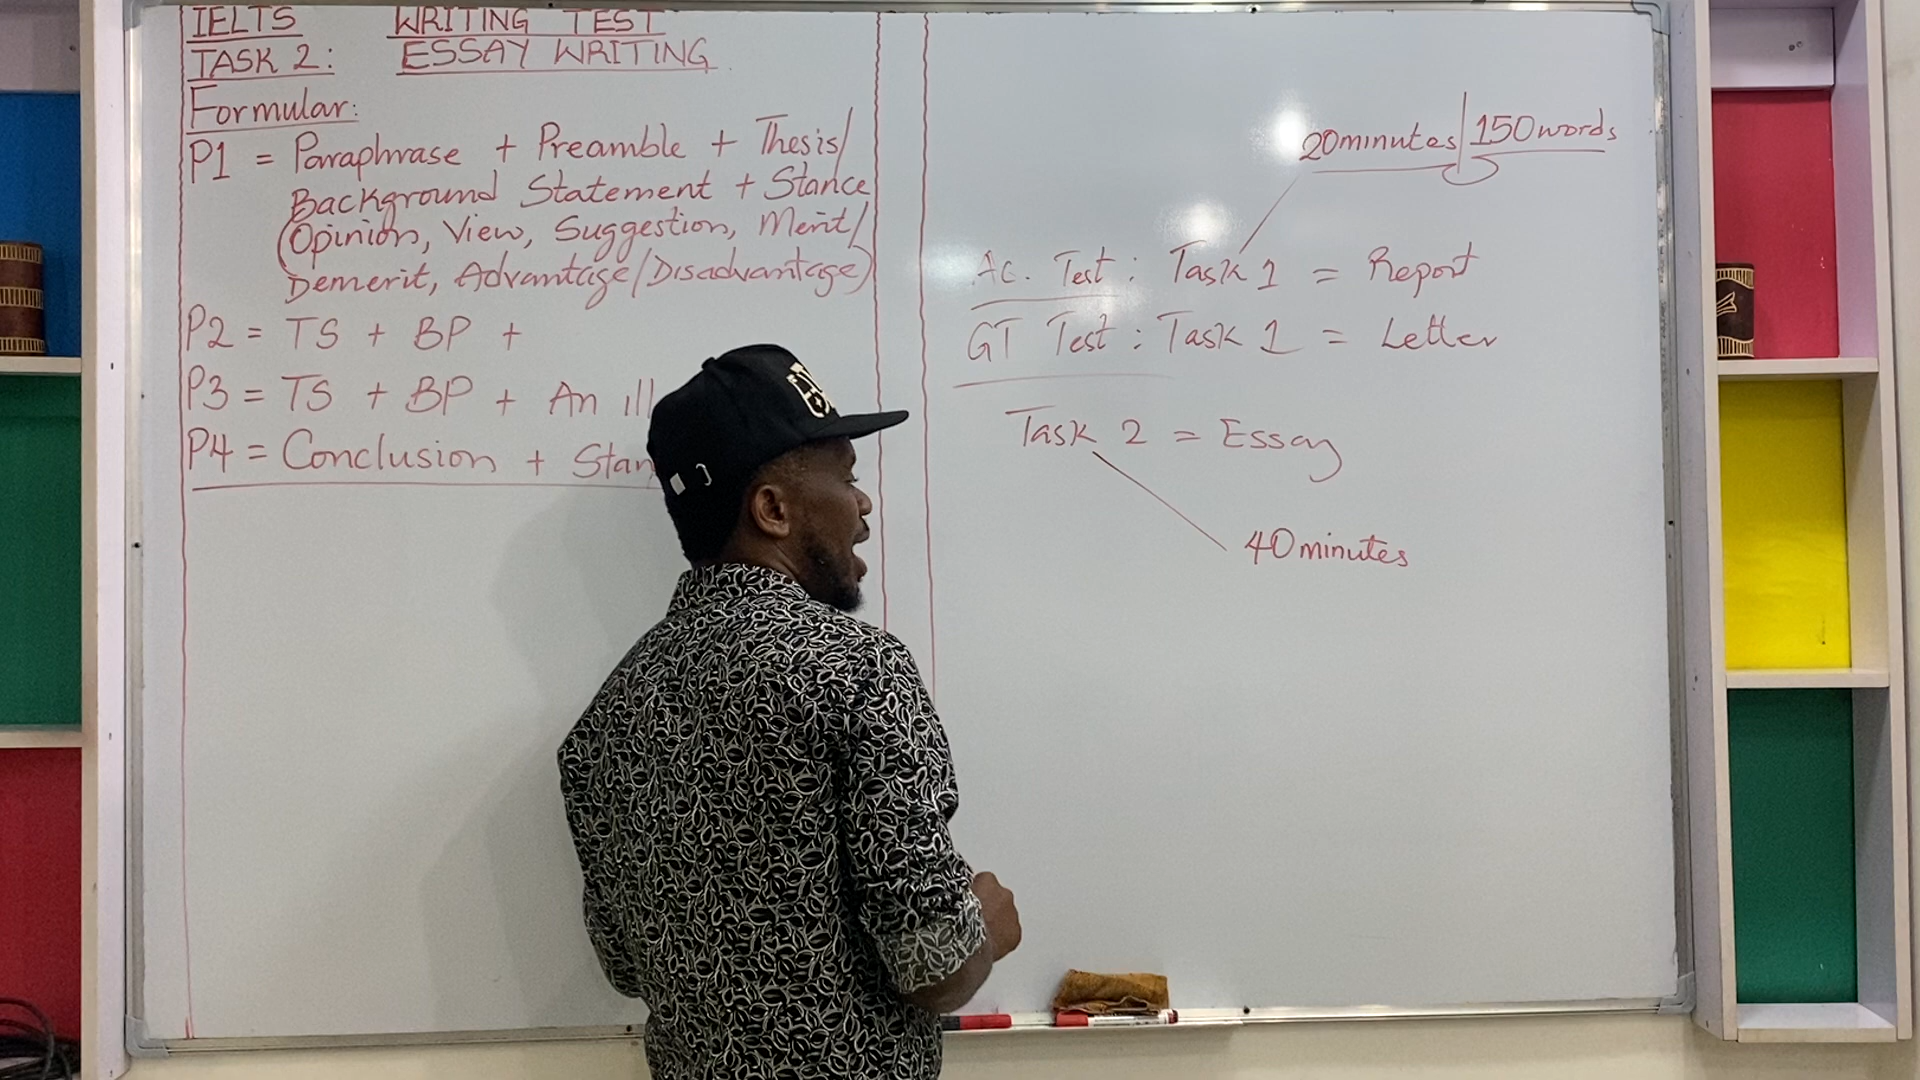 IELTS WRITING TEST
TASK 2: ESSAY WRITING
Formular:
P1 = Paraphrase + Preamble + Thesis/
Background Statement + Stance
(Opinion, View, Suggestion, Merit/
Demerit, Advantage/Disadvantage)
P2 = TS + BP +
P3 = TS + BP + An ill
P4 = Conclusion + Stan
20minutes/150words
AC. Test : Task 1 = Report
GT Test : Task 1 = Letter
Task 2 = Essay
40minutes